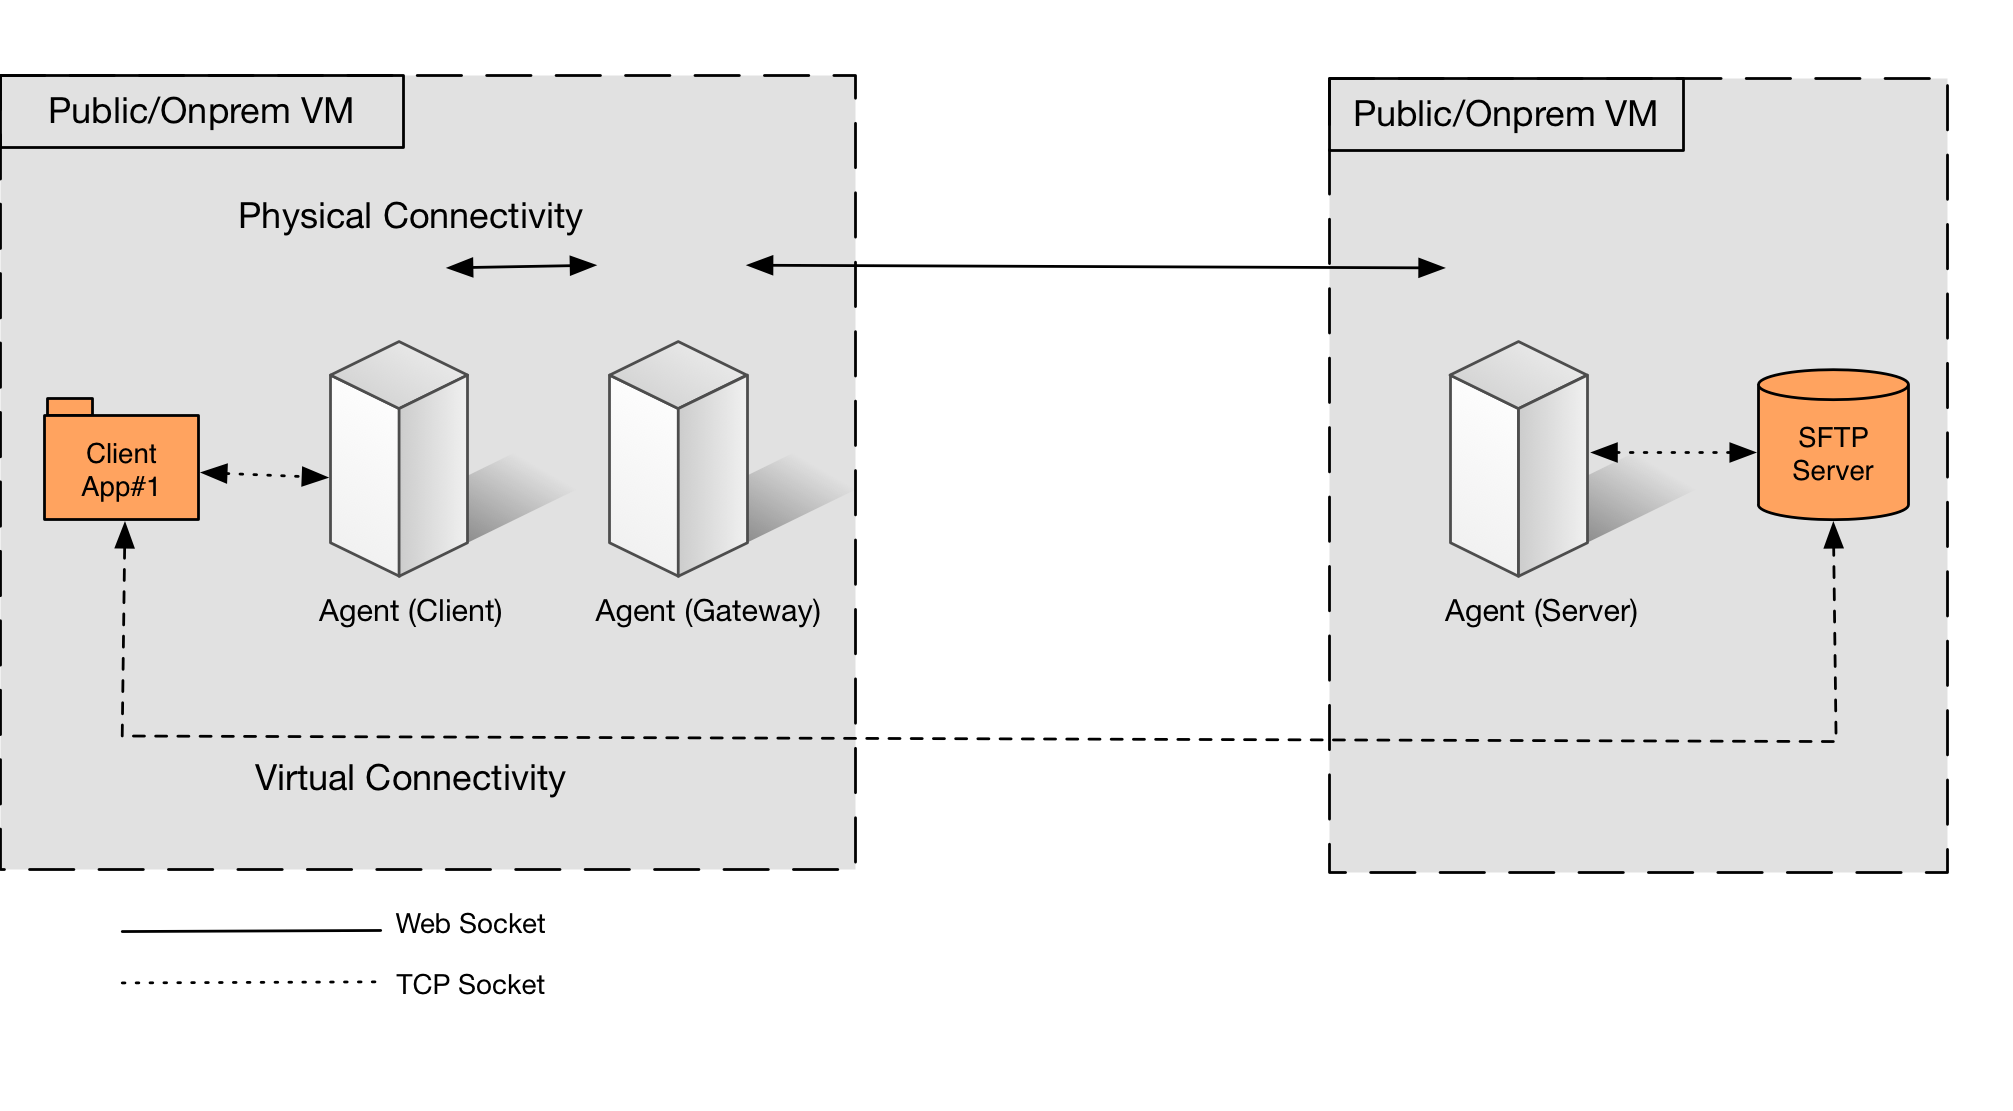 Public/Onprem VM
Public/Onprem VM
Physical Connectivity
Client
App#1
SFTP
Server
Agent (Client)
Agent (Gateway)
Agent (Server)
Virtual Connectivity
Web Socket
TCP Socket